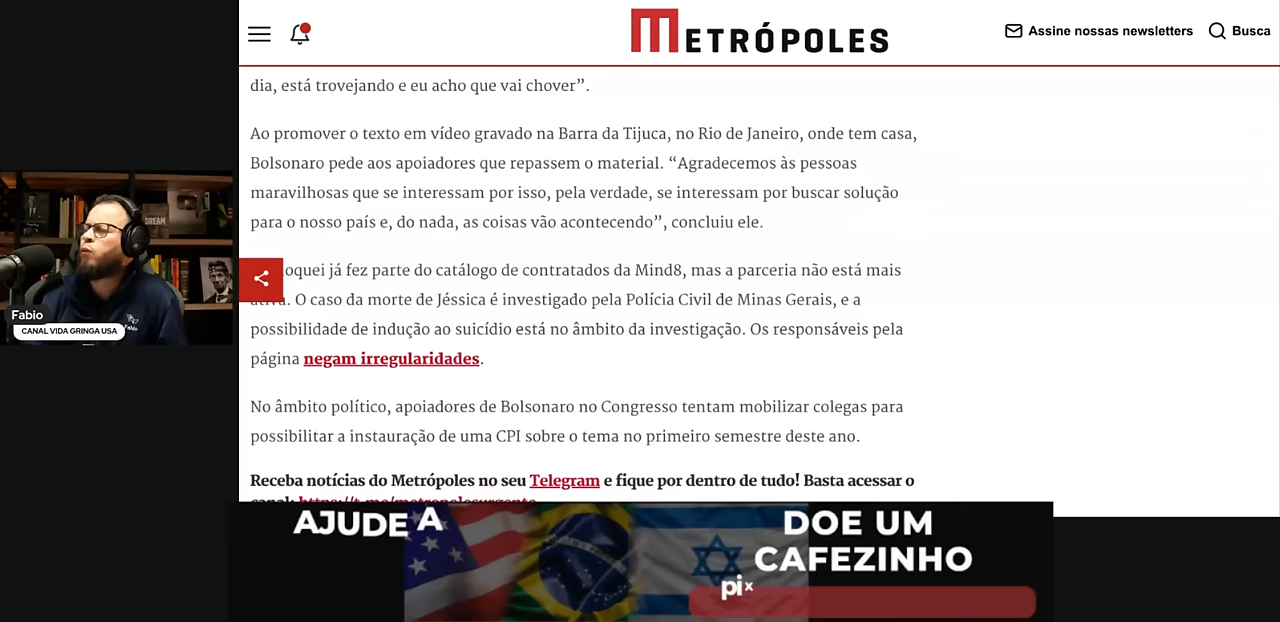 METRÓPOLES
Assine nossas newsletters
Busca
dia, está trovejando e eu acho que vai chover”.
Ao promover o texto em vídeo gravado na Barra da Tijuca, no Rio de Janeiro, onde tem casa,
Bolsonaro pede aos apoiadores que repassem o material. “Agradecemos às pessoas
maravilhosas que se interessam por isso, pela verdade, se interessam por buscar solução
para o nosso país e, do nada, as coisas vão acontecendo”, concluiu ele.
oquei já fez parte do catálogo de contratados da Mind8, mas a parceria não está mais
ativa. O caso da morte de Jéssica é investigado pela Polícia Civil de Minas Gerais, e a
possibilidade de indução ao suicídio está no âmbito da investigação. Os responsáveis pela
página negam irregularidades.
No âmbito político, apoiadores de Bolsonaro no Congresso tentam mobilizar colegas para
possibilitar a instauração de uma CPI sobre o tema no primeiro semestre deste ano.
Receba notícias do Metrópoles no seu Telegram e fique por dentro de tudo! Basta acessar o
canal: https://t.me/metropolesurgente
DREAM
Fabio
CANAL VIDA GRINGA USA
AJUDE A
DOE UM
CAFEZINHO
pix